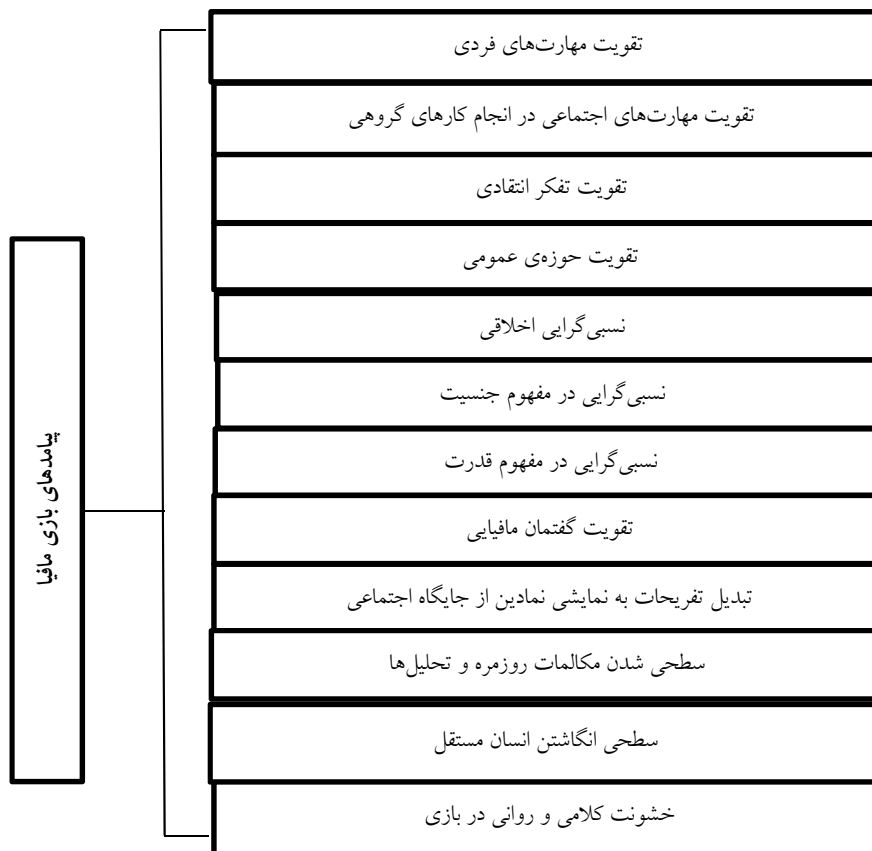 پیامدهای بازی مافیا
تقویت مهارت‌های فردی
تقویت مهارت‌های اجتماعی در انجام کارهای گروهی
تقویت تفکر انتقادی
تقویت حوزه‌ی عمومی
نسبی‌گرایی اخلاقی
نسبی‌گرایی در مفهوم جنسیت
نسبی‌گرایی در مفهوم قدرت
تقویت گفتمان مافیایی
تبدیل تفریحات به نمایشی نمادین از جایگاه اجتماعی
سطحی شدن مکالمات روزمره و تحلیل‌ها
سطحی انگاشتن انسان مستقل
خشونت کلامی و روانی در بازی